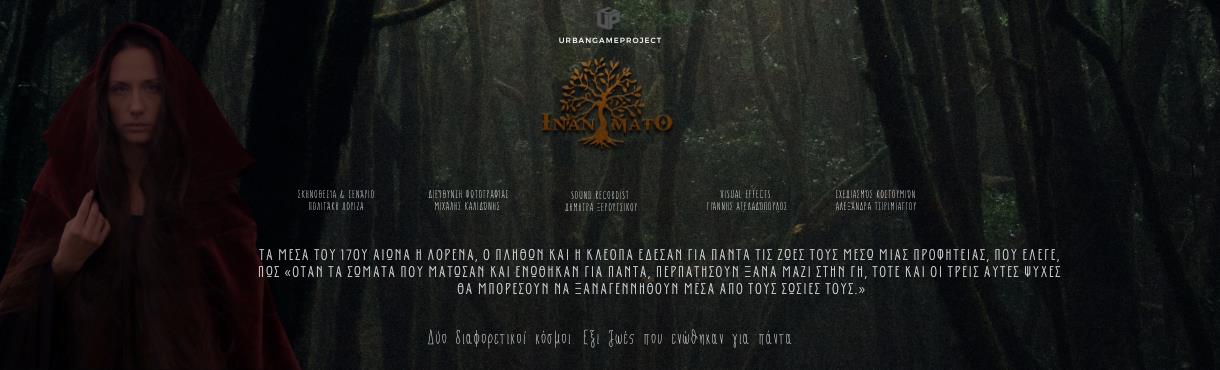 UP
URBANGAMEPROJECT
INANIMATO
ΣΚΗΝΟΘΕΣΙΑ & ΣΕΝΑΡΙΟ
ΠΟΛΙΤΑΚΗ ΛΩΡΙΖΑ
ΔΙΕΥΘΥΝΣΗ ΦΩΤΟΓΡΑΦΙΑΣ
ΜΙΧΑΛΗΣ ΚΑΛΙΔΩΝΗΣ
SOUND RECORDIST
ΔΗΜΗΤΡΑ ΞΕΡΟΥΤΣΙΚΟΥ
VISUAL EFFECTS
ΓΙΑΝΝΗΣ ΑΓΕΛΑΔΟΠΟΥΛΟΣ
ΣΧΕΔΙΑΣΜΟΣ ΚΟΣΤΟΥΜΙΩΝ
ΑΛΕΞΑΝΔΡΑ ΤΣΙΡΙΜΙΑΓΓΟΥ
ΤΑ ΜΕΣΑ ΤΟΥ 17ΟΥ ΑΙΩΝΑ Η ΛΟΡΕΝΑ, Ο ΠΛΗΘΩΝ ΚΑΙ Η ΚΛΕΟΠΑ ΕΔΕΣΑΝ ΓΙΑ ΠΑΝΤΑ ΤΙΣ ΖΩΕΣ ΤΟΥΣ ΜΕΣΩ ΜΙΑΣ ΠΡΟΦΗΤΕΙΑΣ, ΠΟΥ ΕΛΕΓΕ,
ΠΩΣ «ΟΤΑΝ ΤΑ ΣΩΜΑΤΑ ΠΟΥ ΜΑΤΩΣΑΝ ΚΑΙ ΕΝΩΘΗΚΑΝ ΓΙΑ ΠΑΝΤΑ, ΠΕΡΠΑΤΗΣΟΥΝ ΞΑΝΑ ΜΑΖΙ ΣΤΗΝ ΓΗ, ΤΟΤΕ ΚΑΙ ΟΙ ΤΡΕΙΣ ΑΥΤΕΣ ΨΥΧΕΣ
ΘΑ ΜΠΟΡΕΣΟΥΝ ΝΑ ΞΑΝΑΓΕΝΝΗΘΟΥΝ ΜΕΣΑ ΑΠΟ ΤΟΥΣ ΣΩΣΙΕΣ ΤΟΥΣ.»
Δύο διαφορετικοί κόσμοι Εξι ζωές που ενώθηκαν για πάντα